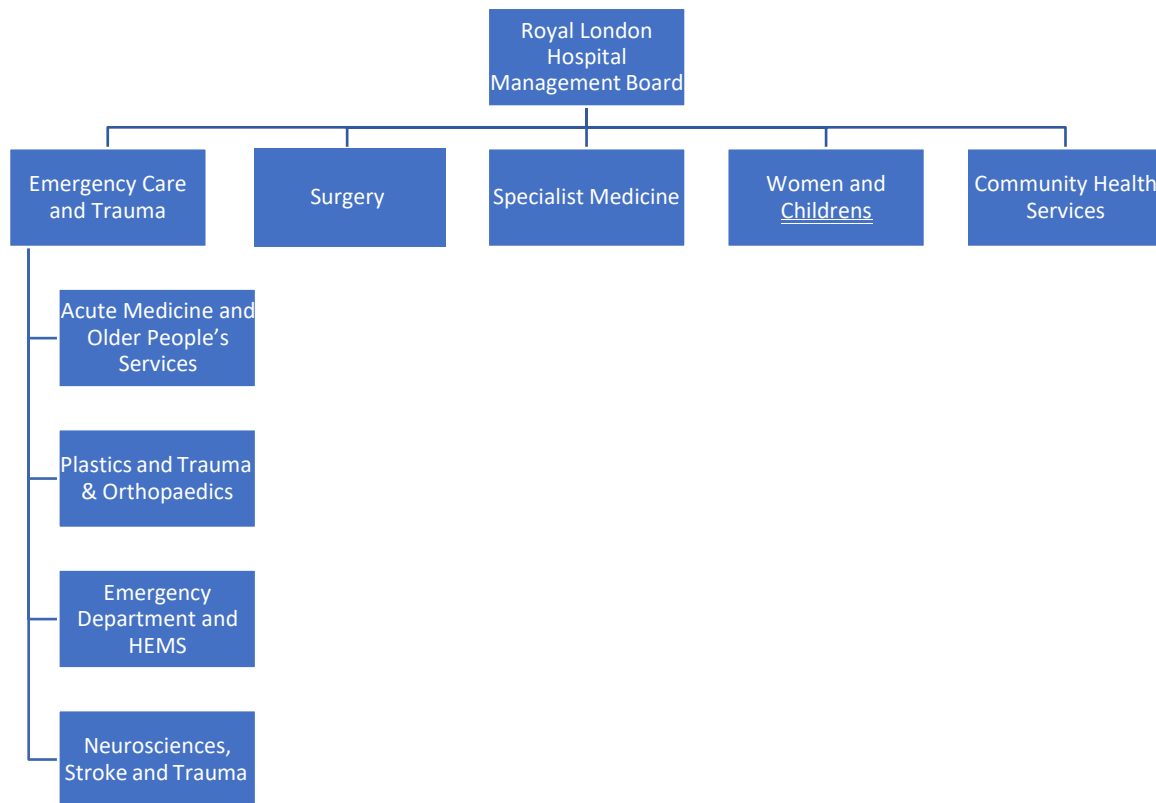 Royal London
Hospital
Management Board
Emergency Care
and Trauma
Surgery
Specialist Medicine
Women and
Childrens
Community Health
Services
Acute Medicine and
Older People’s
Services
Plastics and Trauma
& Orthopaedics
Emergency
Department and
HEMS
Neurosciences,
Stroke and Trauma